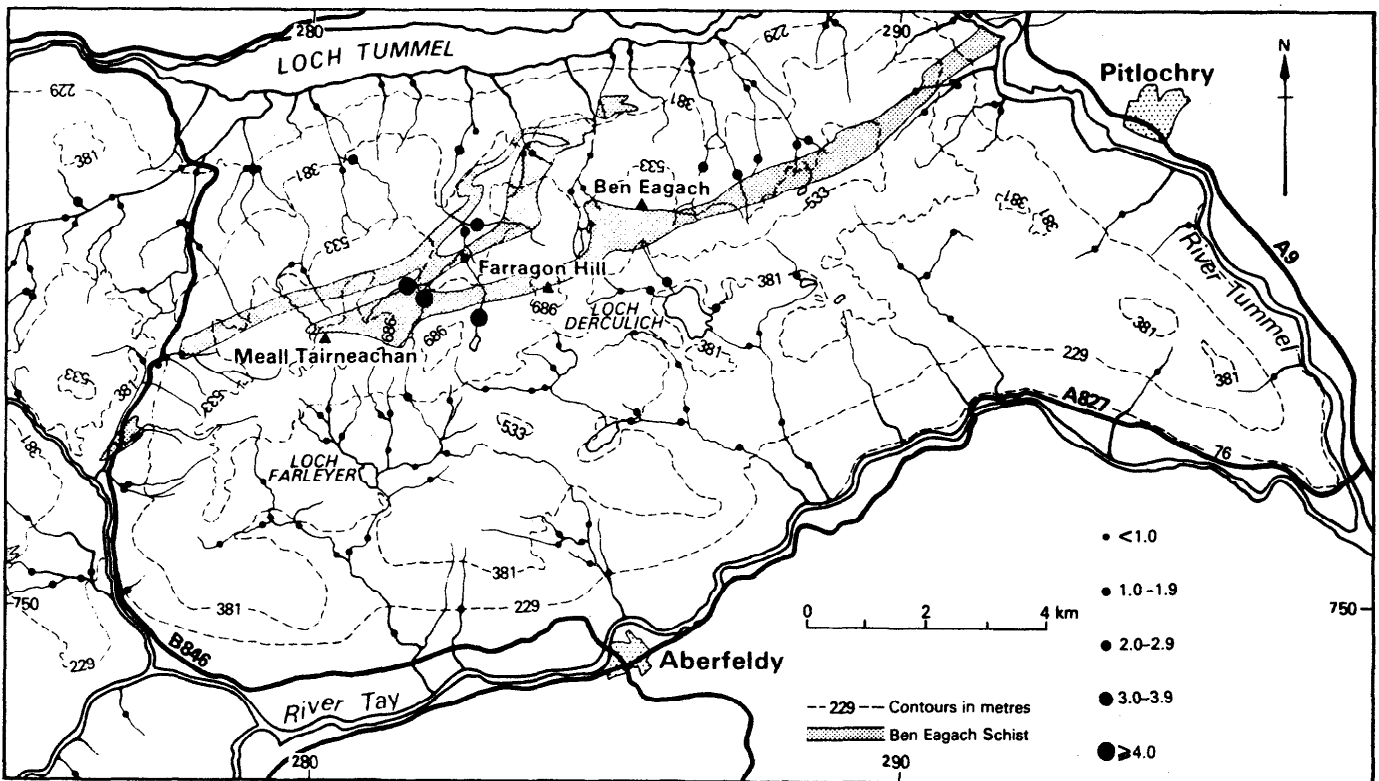 280
290
N
LOCH TUMMEL
229
Pitlochry
229
381
381
381
533
533
Ben Eagach
533
381
381
533
River Tummel
A9
Farragon Hill
381
686
LOCH
DERCULICH
686
686
381
381
Meall Tairneachan
229
533
381
533
381
A827
533
381
LOCH
FARLEYER
76
<1.0
381
750
381
229
0 2 4 km
1.0-1.9
750
229
B846
Aberfeldy
2.0-2.9
River Tay
3.0-3.9
--229-- Contours in metres
Ben Eagach Schist
⩾4.0
280
290